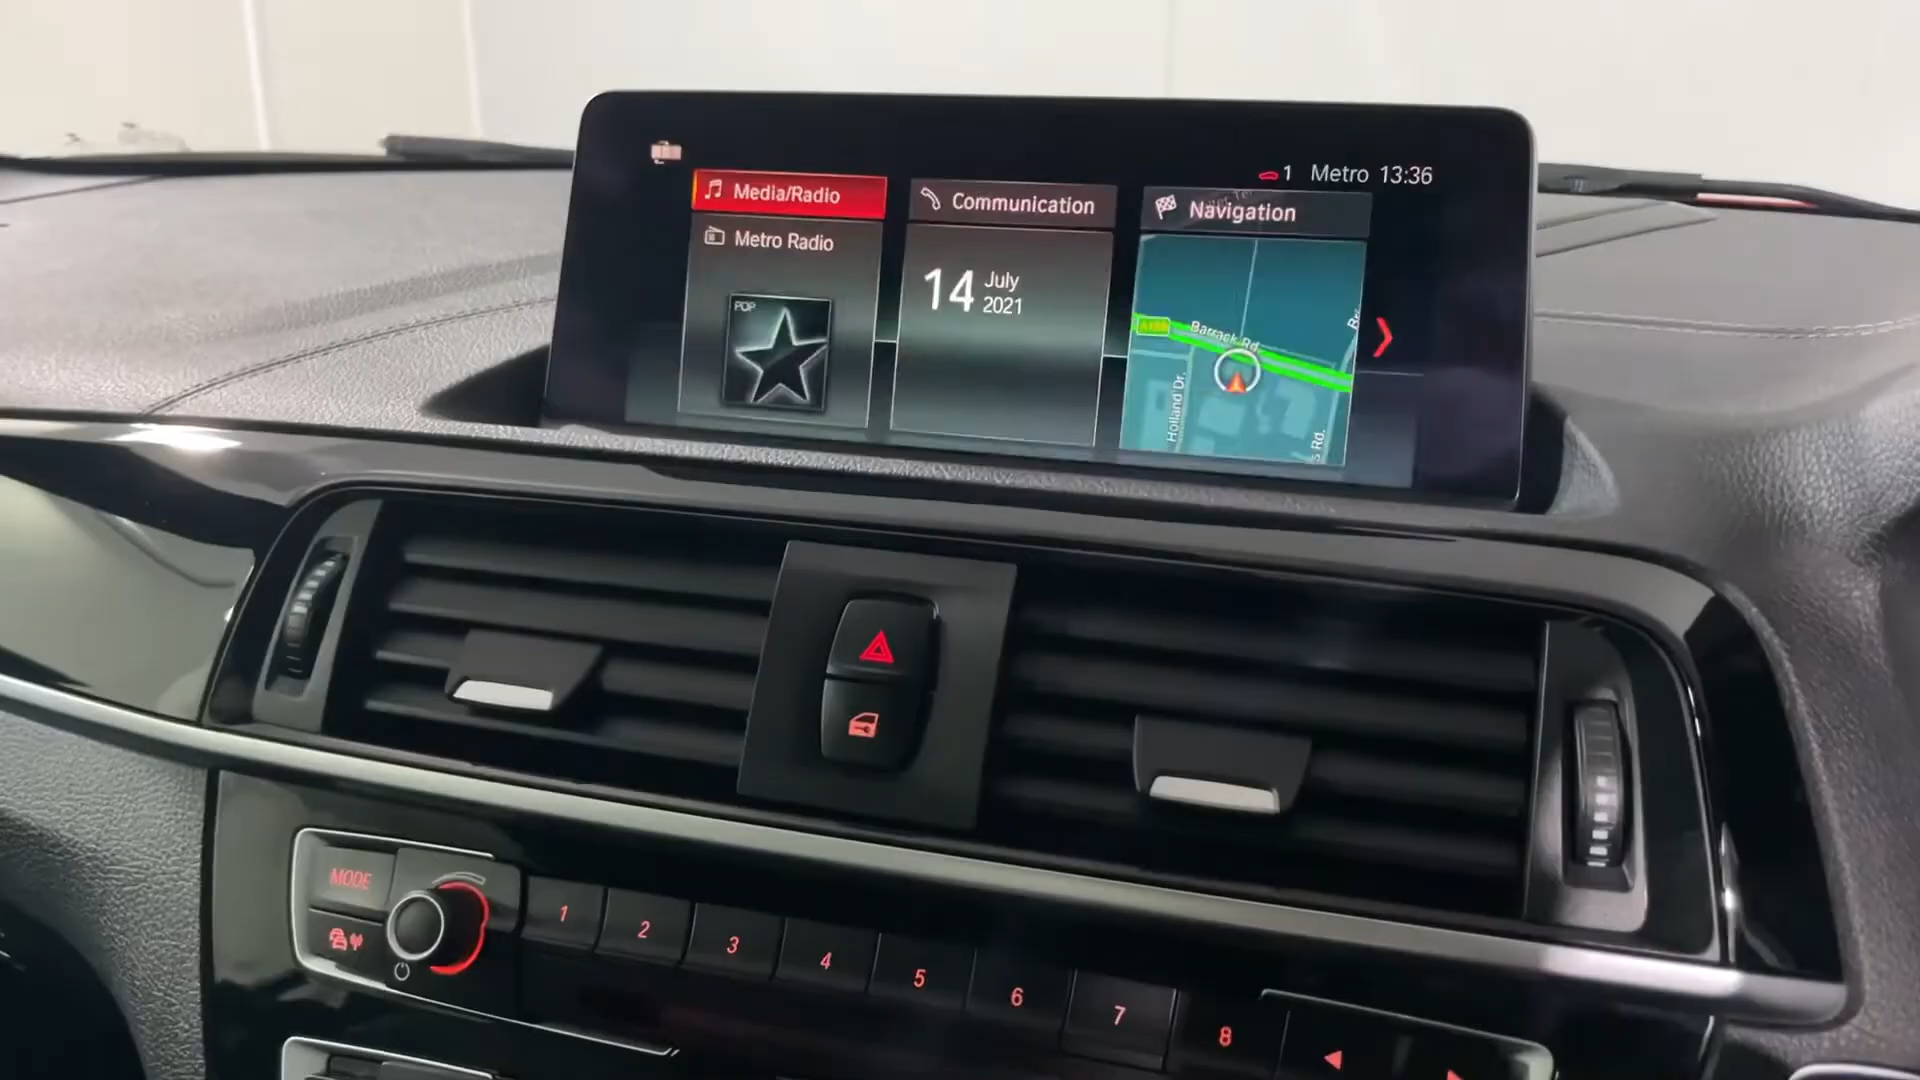 1 Metro 13:36
Media/Radio
Communication
Navigation
Metro Radio
POP
14 July
2021
Barrack Rd.
Holland Dr.
s Rd.
MODE
1
2
3
4
5
6
7
8